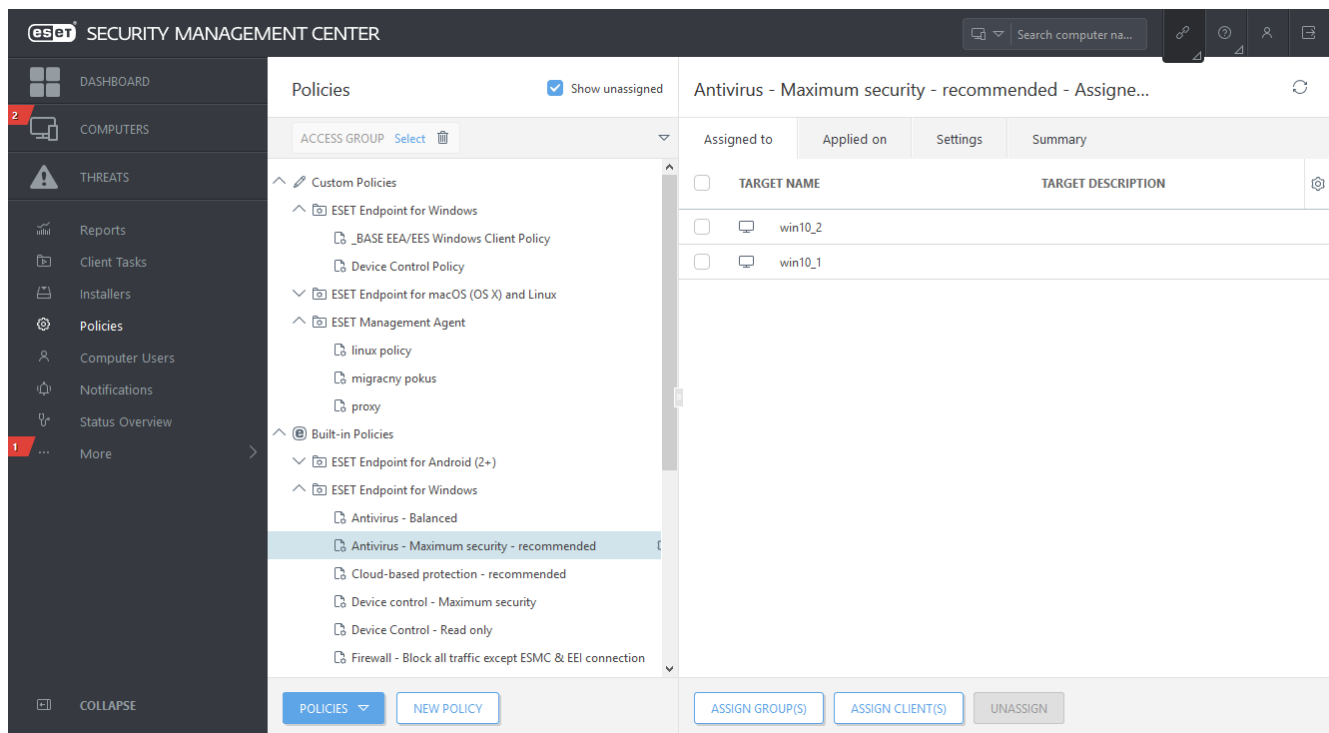 eset SECURITY MANAGEMENT CENTER
Search computer na...
DASHBOARD
2
COMPUTERS
THREATS
Reports
Client Tasks
Installers
Policies
Computer Users
Notifications
Status Overview
1
More
COLLAPSE
Policies
Show unassigned
ACCESS GROUP Select
Custom Policies
ESET Endpoint for Windows
_BASE EEA/EES Windows Client Policy
Device Control Policy
ESET Endpoint for macOS (OS X) and Linux
ESET Management Agent
linux policy
migracny pokus
proxy
Built-in Policies
ESET Endpoint for Android (2+)
ESET Endpoint for Windows
Antivirus - Balanced
Antivirus - Maximum security - recommended
Cloud-based protection - recommended
Device control - Maximum security
Device Control - Read only
Firewall - Block all traffic except ESMC & EEI connection
POLICIES
NEW POLICY
Antivirus - Maximum security - recommended - Assigne...
Assigned to Applied on Settings Summary
TARGET NAME TARGET DESCRIPTION
win10_2
win10_1
ASSIGN GROUP(S) ASSIGN CLIENT(S) UNASSIGN